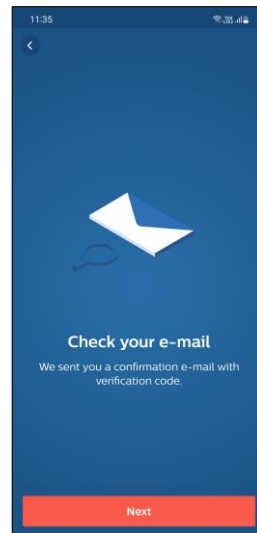 11:35
Check your e-mail
We sent you a confirmation e-mail with
verification code.
Next